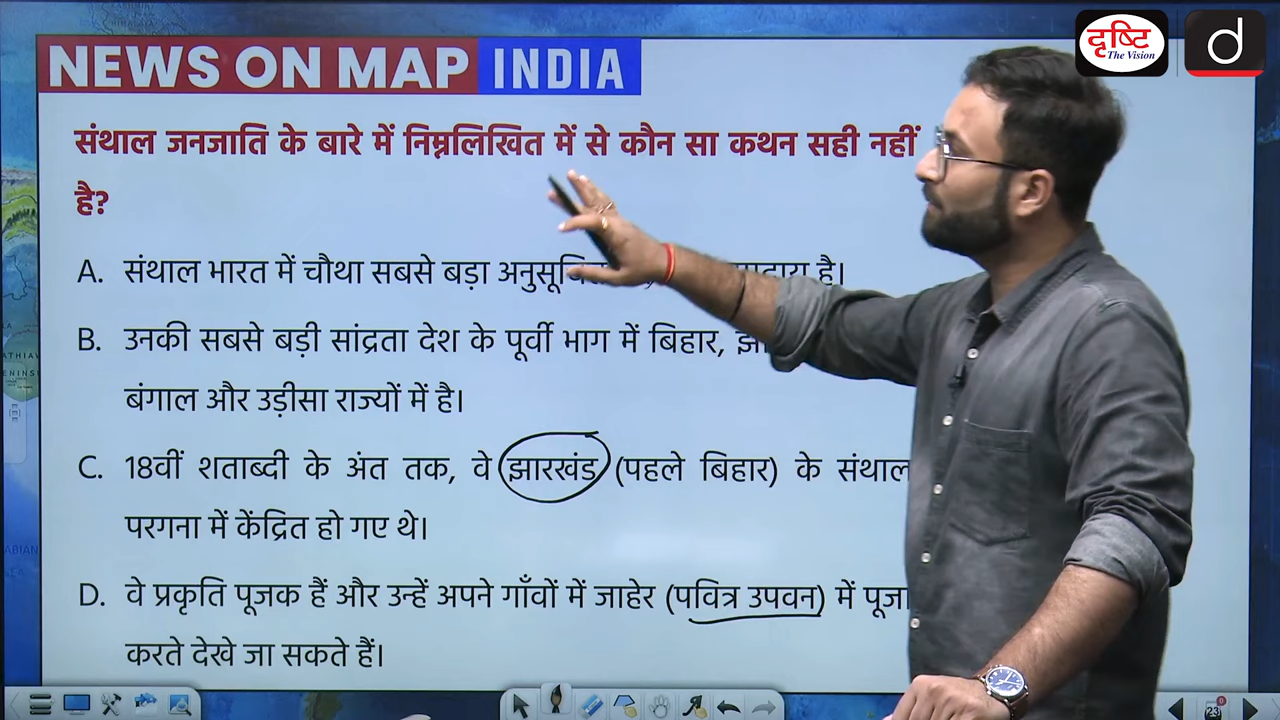 दृष्टि
The Vision
d
NEWS ON MAP INDIA
संथाल जनजाति के बारे में निम्नलिखित में से कौन सा कथन सही नहीं
है?
A. संथाल भारत में चौथा सबसे बड़ा है।
B. उनकी सबसे बड़ी सांद्रता देश के पूर्वी भाग में बिहार,
बंगाल और उड़ीसा राज्यों में है।
C. 18वीं शताब्दी के अंत तक, वे झारखंड (पहले बिहार) के संथाल
परगना में केंद्रित हो गए थे।
D. वे प्रकृति पूजक हैं और उन्हें अपने गाँवों में जाहेर (पवित्र उपवन) में पूजा
करते देखे जा सकते हैं।
23